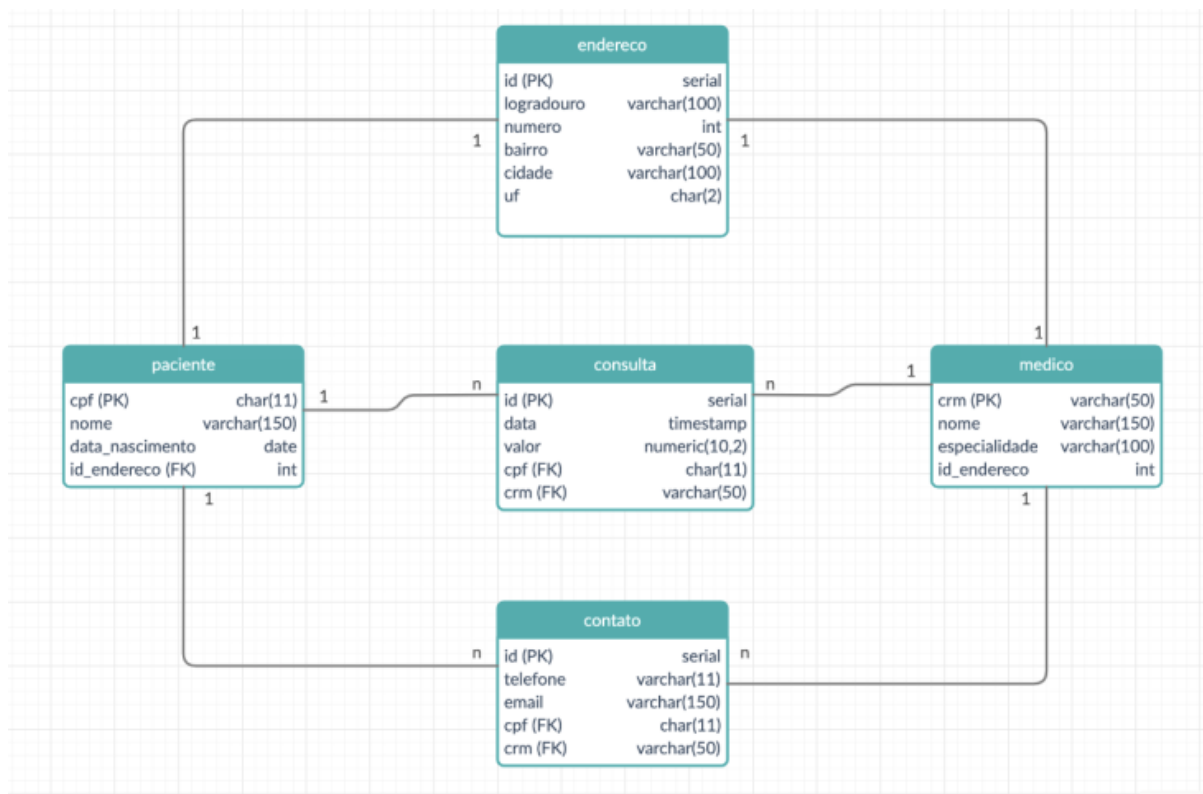 endereco
id (PK) serial
logradouro varchar(100)
numero int
bairro varchar(50)
cidade varchar(100)
uf char(2)
1
1
1
1
paciente
cpf (PK) char(11)
nome varchar(150)
data_nascimento date
id_endereco (FK) int
1
n
consulta
id (PK) serial
data timestamp
valor numeric(10,2)
cpf (FK) char(11)
crm (FK) varchar(50)
n
1
medico
crm (PK) varchar(50)
nome varchar(150)
especialidade varchar(100)
id_endereco int
1
1
n
contato
id (PK) serial
telefone varchar(11)
email varchar(150)
cpf (FK) char(11)
crm (FK) varchar(50)
n